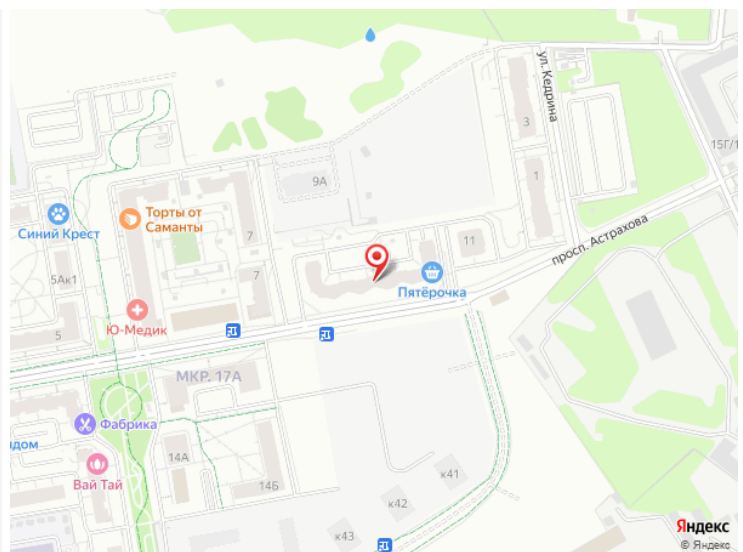 ул. Кедрина
3
15Г/1
9А
1
Торты от
Саманты
Синий Крест
7
11
просп. Астрахова
5Ак1
7
Пятёрочка
5
Ю-Медик
МКР. 17А
Фабрика
ндом
14А
Вай Тай
14Б
к41
к42
к43
Яндекс
© Яндекс